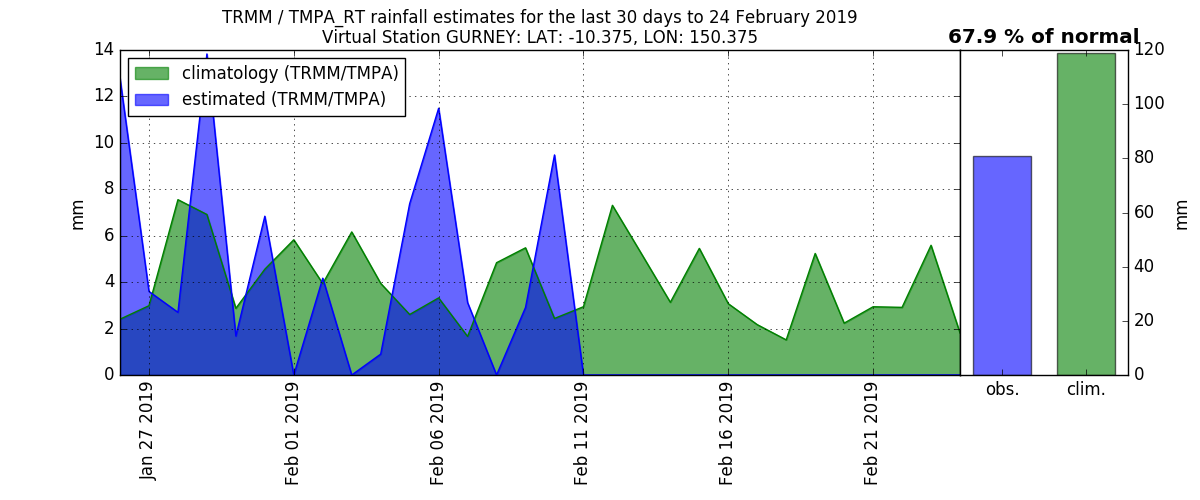 TRMM / TMPA_RT rainfall estimates for the last 30 days to 24 February 2019
Virtual Station GURNEY: LAT: -10.375, LON: 150.375
67.9 % of normal
climatology (TRMM/TMPA)
estimated (TRMM/TMPA)
14
12
10
8
6
4
2
0
mm
Jan 27 2019
Feb 01 2019
Feb 06 2019
Feb 11 2019
Feb 16 2019
Feb 21 2019
obs.
clim.
120
100
80
60
40
20
0
mm